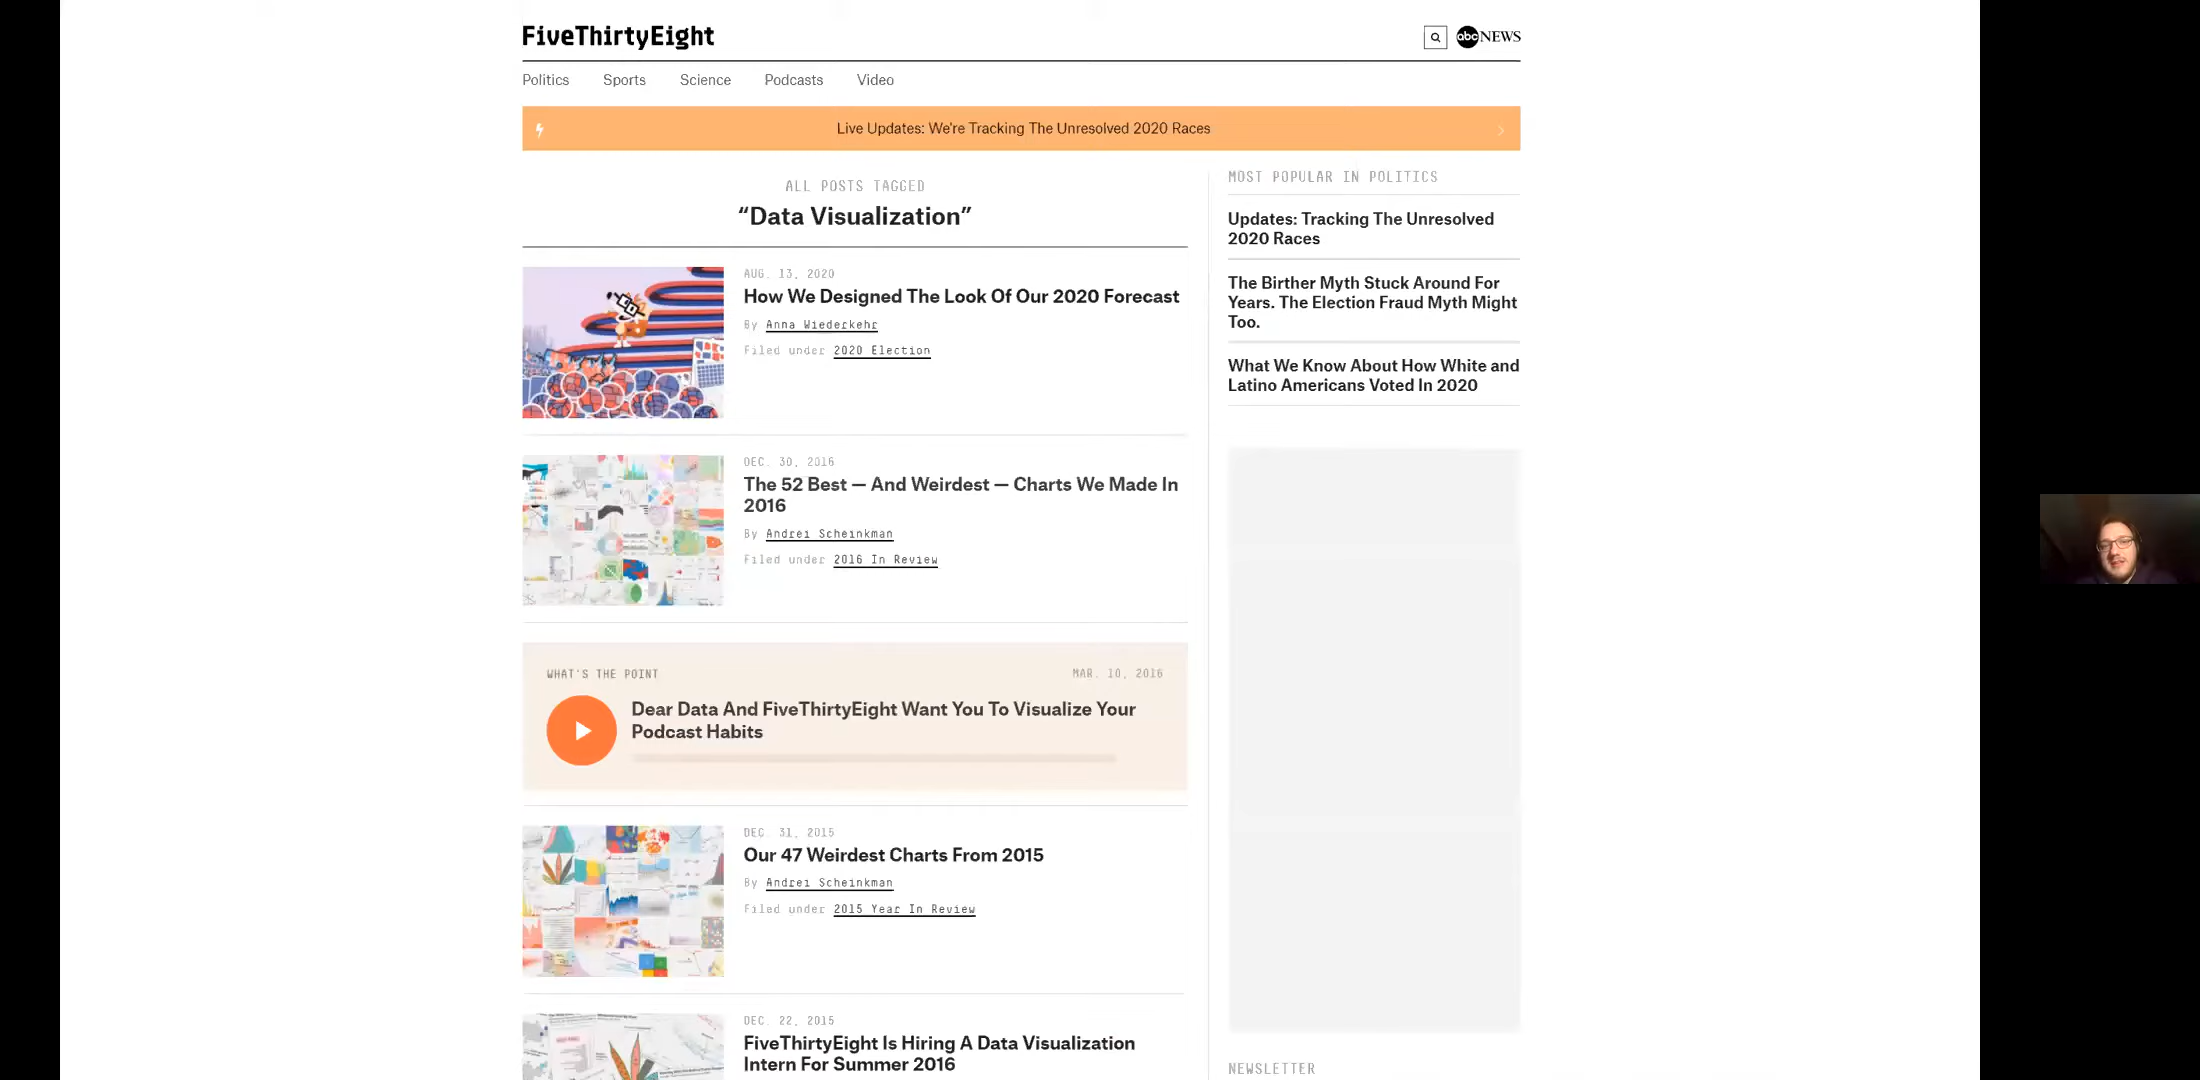 FiveThirtyEight
abc NEWS
Politics Sports Science Podcasts Video
Live Updates: We're Tracking The Unresolved 2020 Races
ALL POSTS TAGGED
“Data Visualization”
AUG. 13, 2020
How We Designed The Look Of Our 2020 Forecast
By Anna Wiederkehr
Filed under 2020 Election
DEC. 30, 2016
The 52 Best — And Weirdest — Charts We Made In
2016
By Andrei Scheinkman
Filed under 2016 In Review
WHAT'S THE POINT
MAR. 10, 2016
Dear Data And FiveThirtyEight Want You To Visualize Your
Podcast Habits
DEC. 31, 2015
Our 47 Weirdest Charts From 2015
By Andrei Scheinkman
Filed under 2015 Year In Review
DEC. 22, 2015
FiveThirtyEight Is Hiring A Data Visualization
Intern For Summer 2016
MOST POPULAR IN POLITICS
Updates: Tracking The Unresolved
2020 Races
The Birther Myth Stuck Around For
Years. The Election Fraud Myth Might
Too.
What We Know About How White and
Latino Americans Voted In 2020
NEWSLETTER